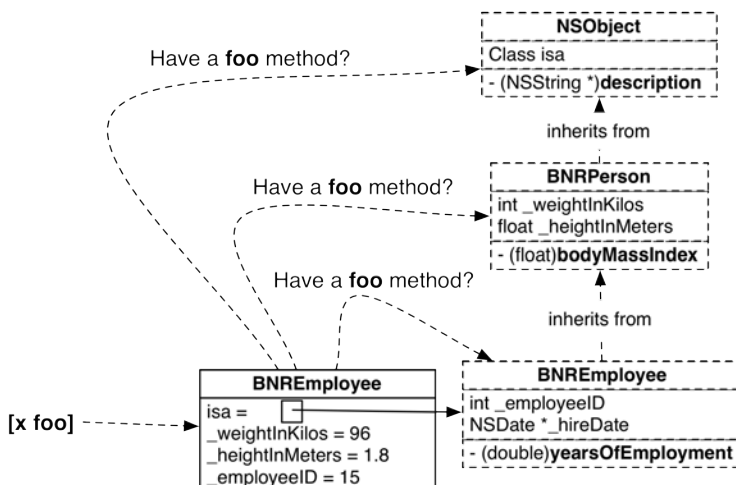 NSObject
Class isa
- (NSString *)description
Have a foo method?
inherits from
BNRPerson
int _weightInKilos
float _heightInMeters
- (float)bodyMassIndex
Have a foo method?
Have a foo method?
inherits from
BNREmployee
int _employeeID
NSDate *_hireDate
- (double)yearsOfEmployment
[x foo]
BNREmployee
isa =
_weightInKilos = 96
_heightInMeters = 1.8
_employeeID = 15